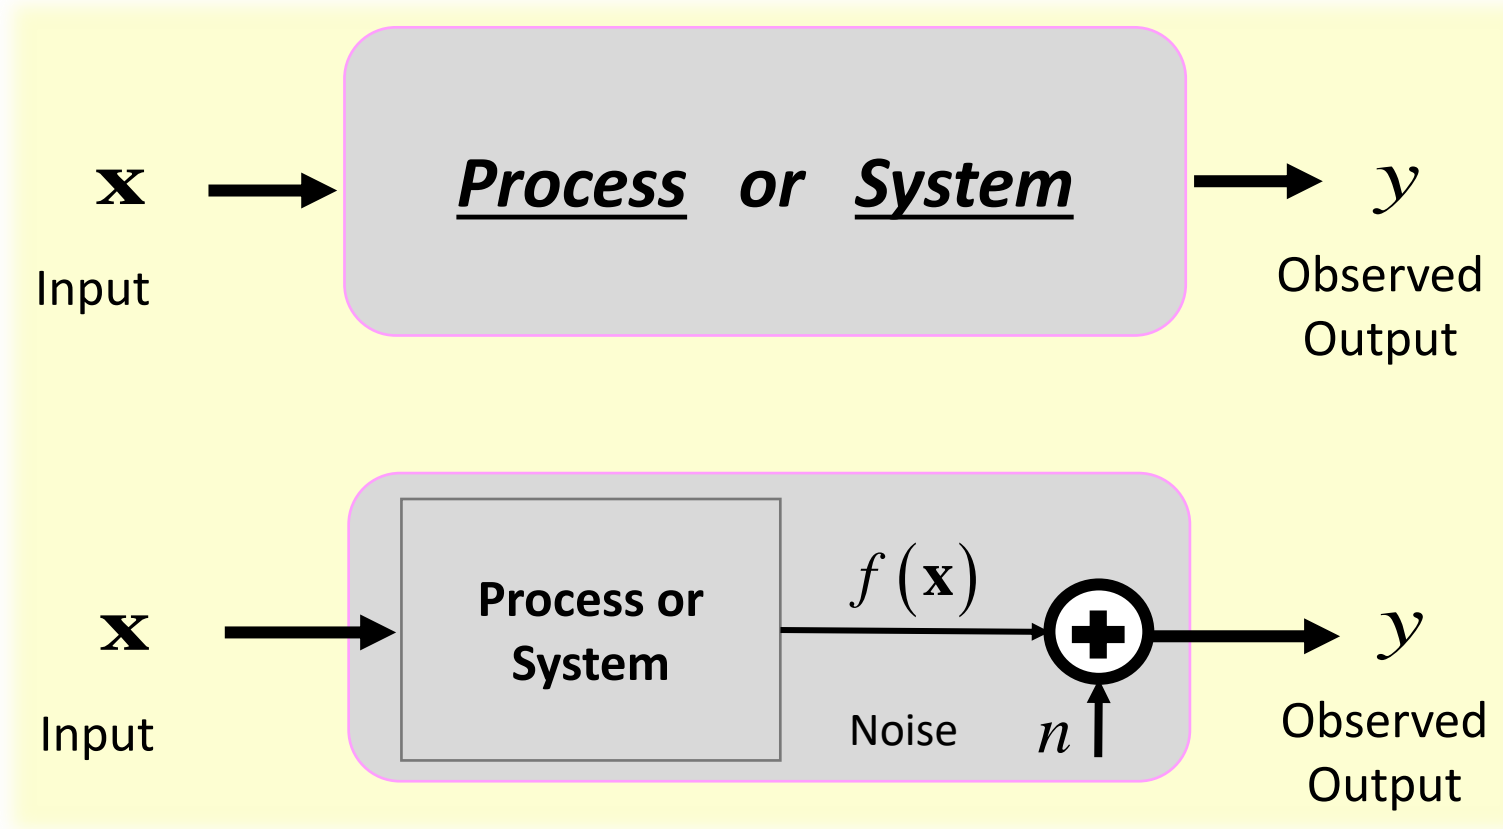 x Process or System y
Input
Observed
Output
f(x)
Process or
System
x y
Noise n
Input
Observed
Output